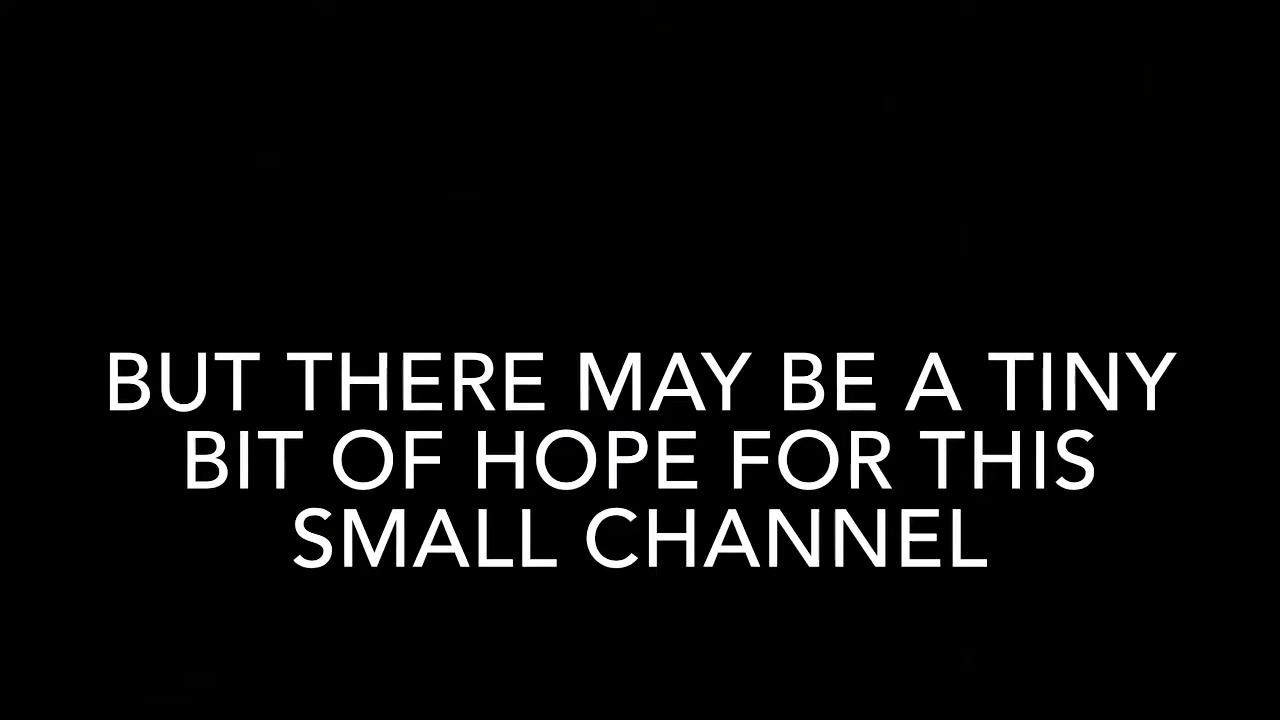 BUT THERE MAY BE A TINY
BIT OF HOPE FOR THIS
SMALL CHANNEL